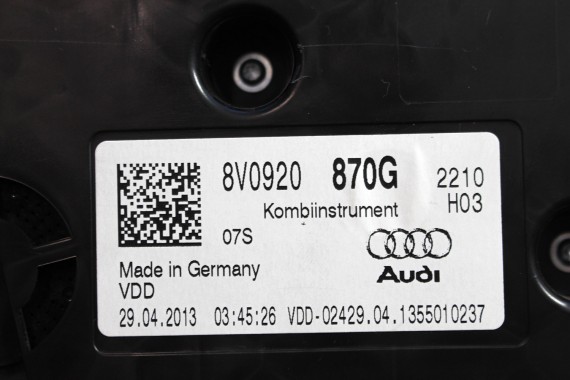 8V0920 870G 2210
Kombiinstrument H03
07S
Audi
Made in Germany
VDD
29.04.2013 03:45:26 VDD-02429.04.1355010237